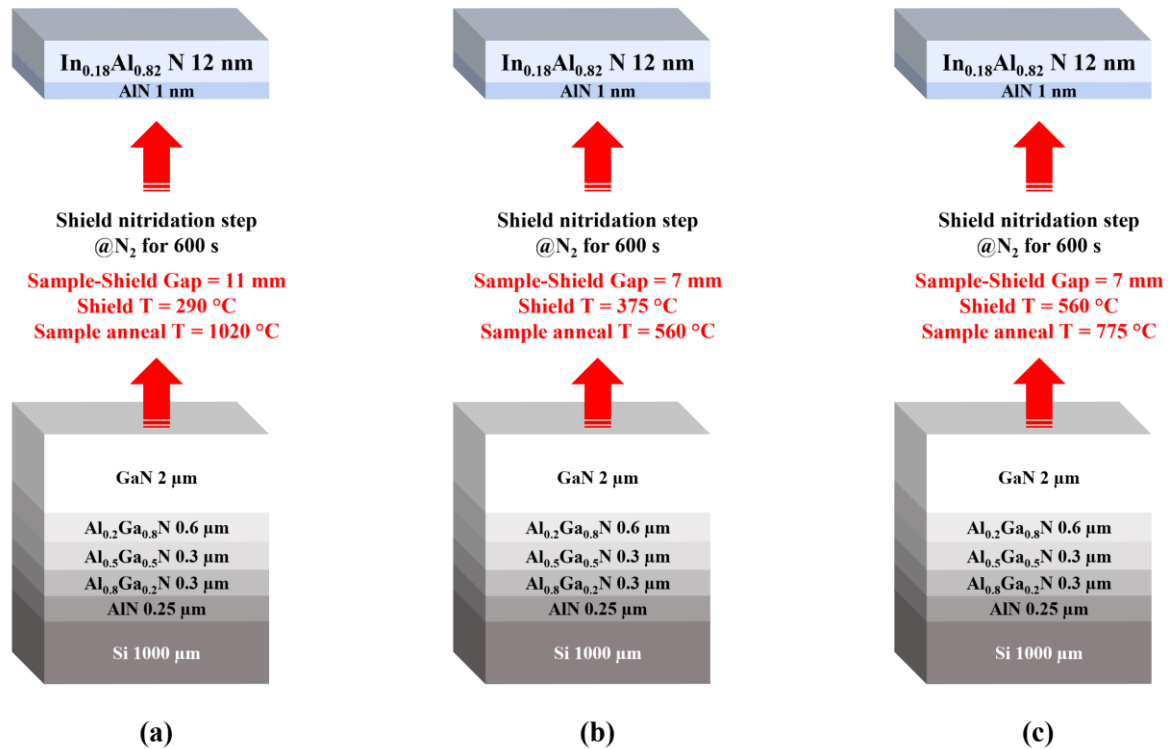 In₀.₁₈Al₀.₈₂ N 12 nm
AlN 1 nm
Shield nitridation step
@N₂ for 600 s
Sample-Shield Gap = 11 mm
Shield T = 290 °C
Sample anneal T = 1020 °C
GaN 2 μm
Al₀.₂Ga₀.₈N 0.6 μm
Al₀.₅Ga₀.₅N 0.3 μm
Al₀.₈Ga₀.₂N 0.3 μm
AlN 0.25 μm
Si 1000 μm
(a)
In₀.₁₈Al₀.₈₂ N 12 nm
AlN 1 nm
Shield nitridation step
@N₂ for 600 s
Sample-Shield Gap = 7 mm
Shield T = 375 °C
Sample anneal T = 560 °C
GaN 2 μm
Al₀.₂Ga₀.₈N 0.6 μm
Al₀.₅Ga₀.₅N 0.3 μm
Al₀.₈Ga₀.₂N 0.3 μm
AlN 0.25 μm
Si 1000 μm
(b)
In₀.₁₈Al₀.₈₂ N 12 nm
AlN 1 nm
Shield nitridation step
@N₂ for 600 s
Sample-Shield Gap = 7 mm
Shield T = 560 °C
Sample anneal T = 775 °C
GaN 2 μm
Al₀.₂Ga₀.₈N 0.6 μm
Al₀.₅Ga₀.₅N 0.3 μm
Al₀.₈Ga₀.₂N 0.3 μm
AlN 0.25 μm
Si 1000 μm
(c)